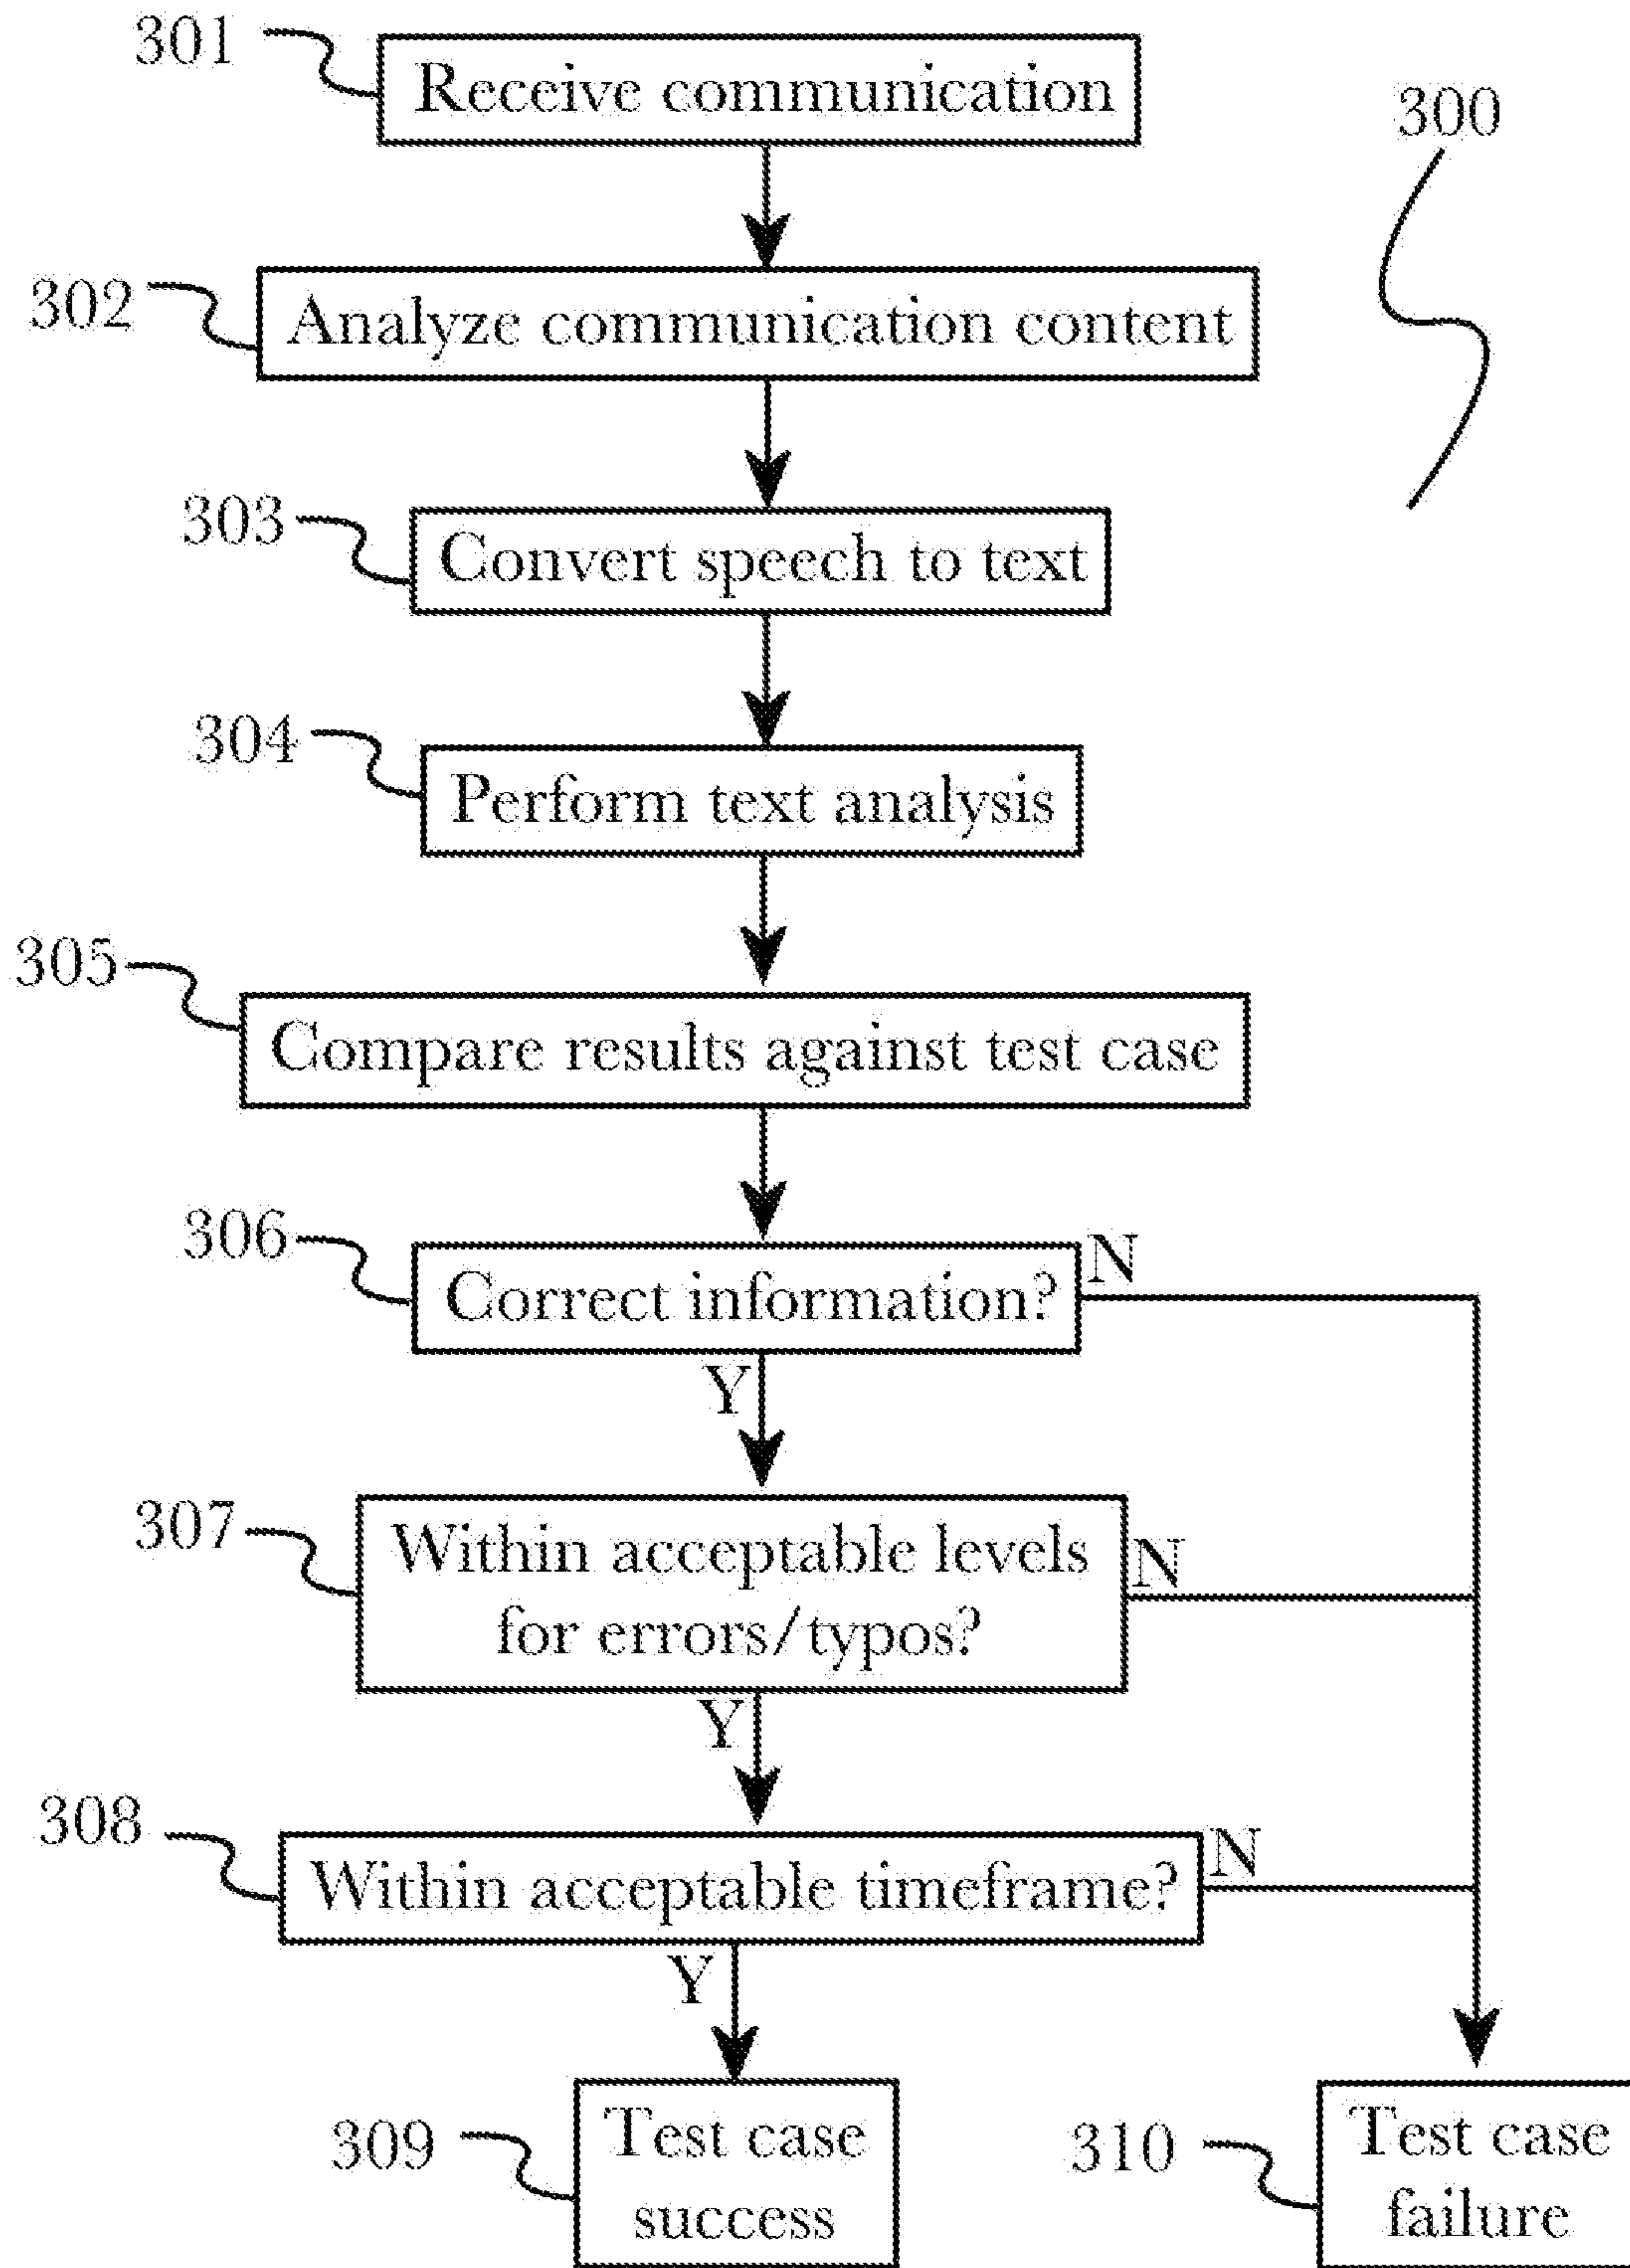 301
Receive communication
300
302
Analyze communication content
303
Convert speech to text
304
Perform text analysis
305
Compare results against test case
306
Correct information?
N
Y
307
Within acceptable levels
for errors/typos?
N
Y
308
Within acceptable timeframe?
N
Y
309
Test case
success
310
Test case
failure